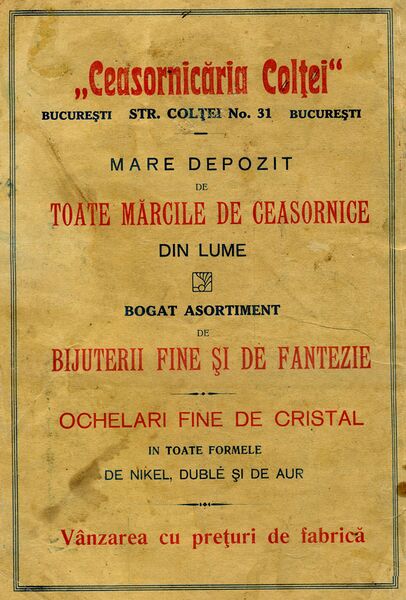 „Ceasornicăria Colţei“
BUCUREŞTI STR. COLŢEI No. 31 BUCUREŞTI
MARE DEPOZIT
DE
TOATE MĂRCILE DE CEASORNICE
DIN LUME
BOGAT ASORTIMENT
DE
BIJUTERII FINE ŞI DE FANTEZIE
OCHELARI FINE DE CRISTAL
IN TOATE FORMELE
DE NIKEL, DUBLÉ ŞI DE AUR
Vânzarea cu preţuri de fabrică